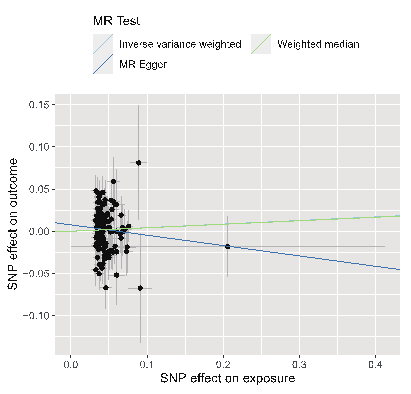 MR Test
Inverse variance weighted
Weighted median
MR Egger
0.15
0.10
0.05
0.00
−0.05
−0.10
SNP effect on outcome
0.0 0.1 0.2 0.3 0.4
SNP effect on exposure